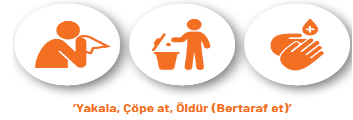 'Yakala, Çöpe at, Öldür (Bertaraf et)'